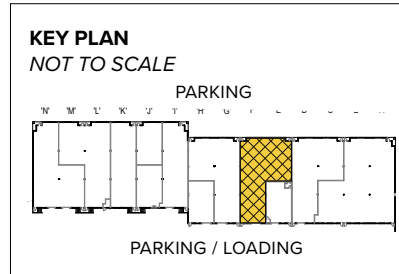 KEY PLAN
NOT TO SCALE
PARKING
'N' 'M' 'L' 'K' 'J' 'I' 'H' G
PARKING / LOADING